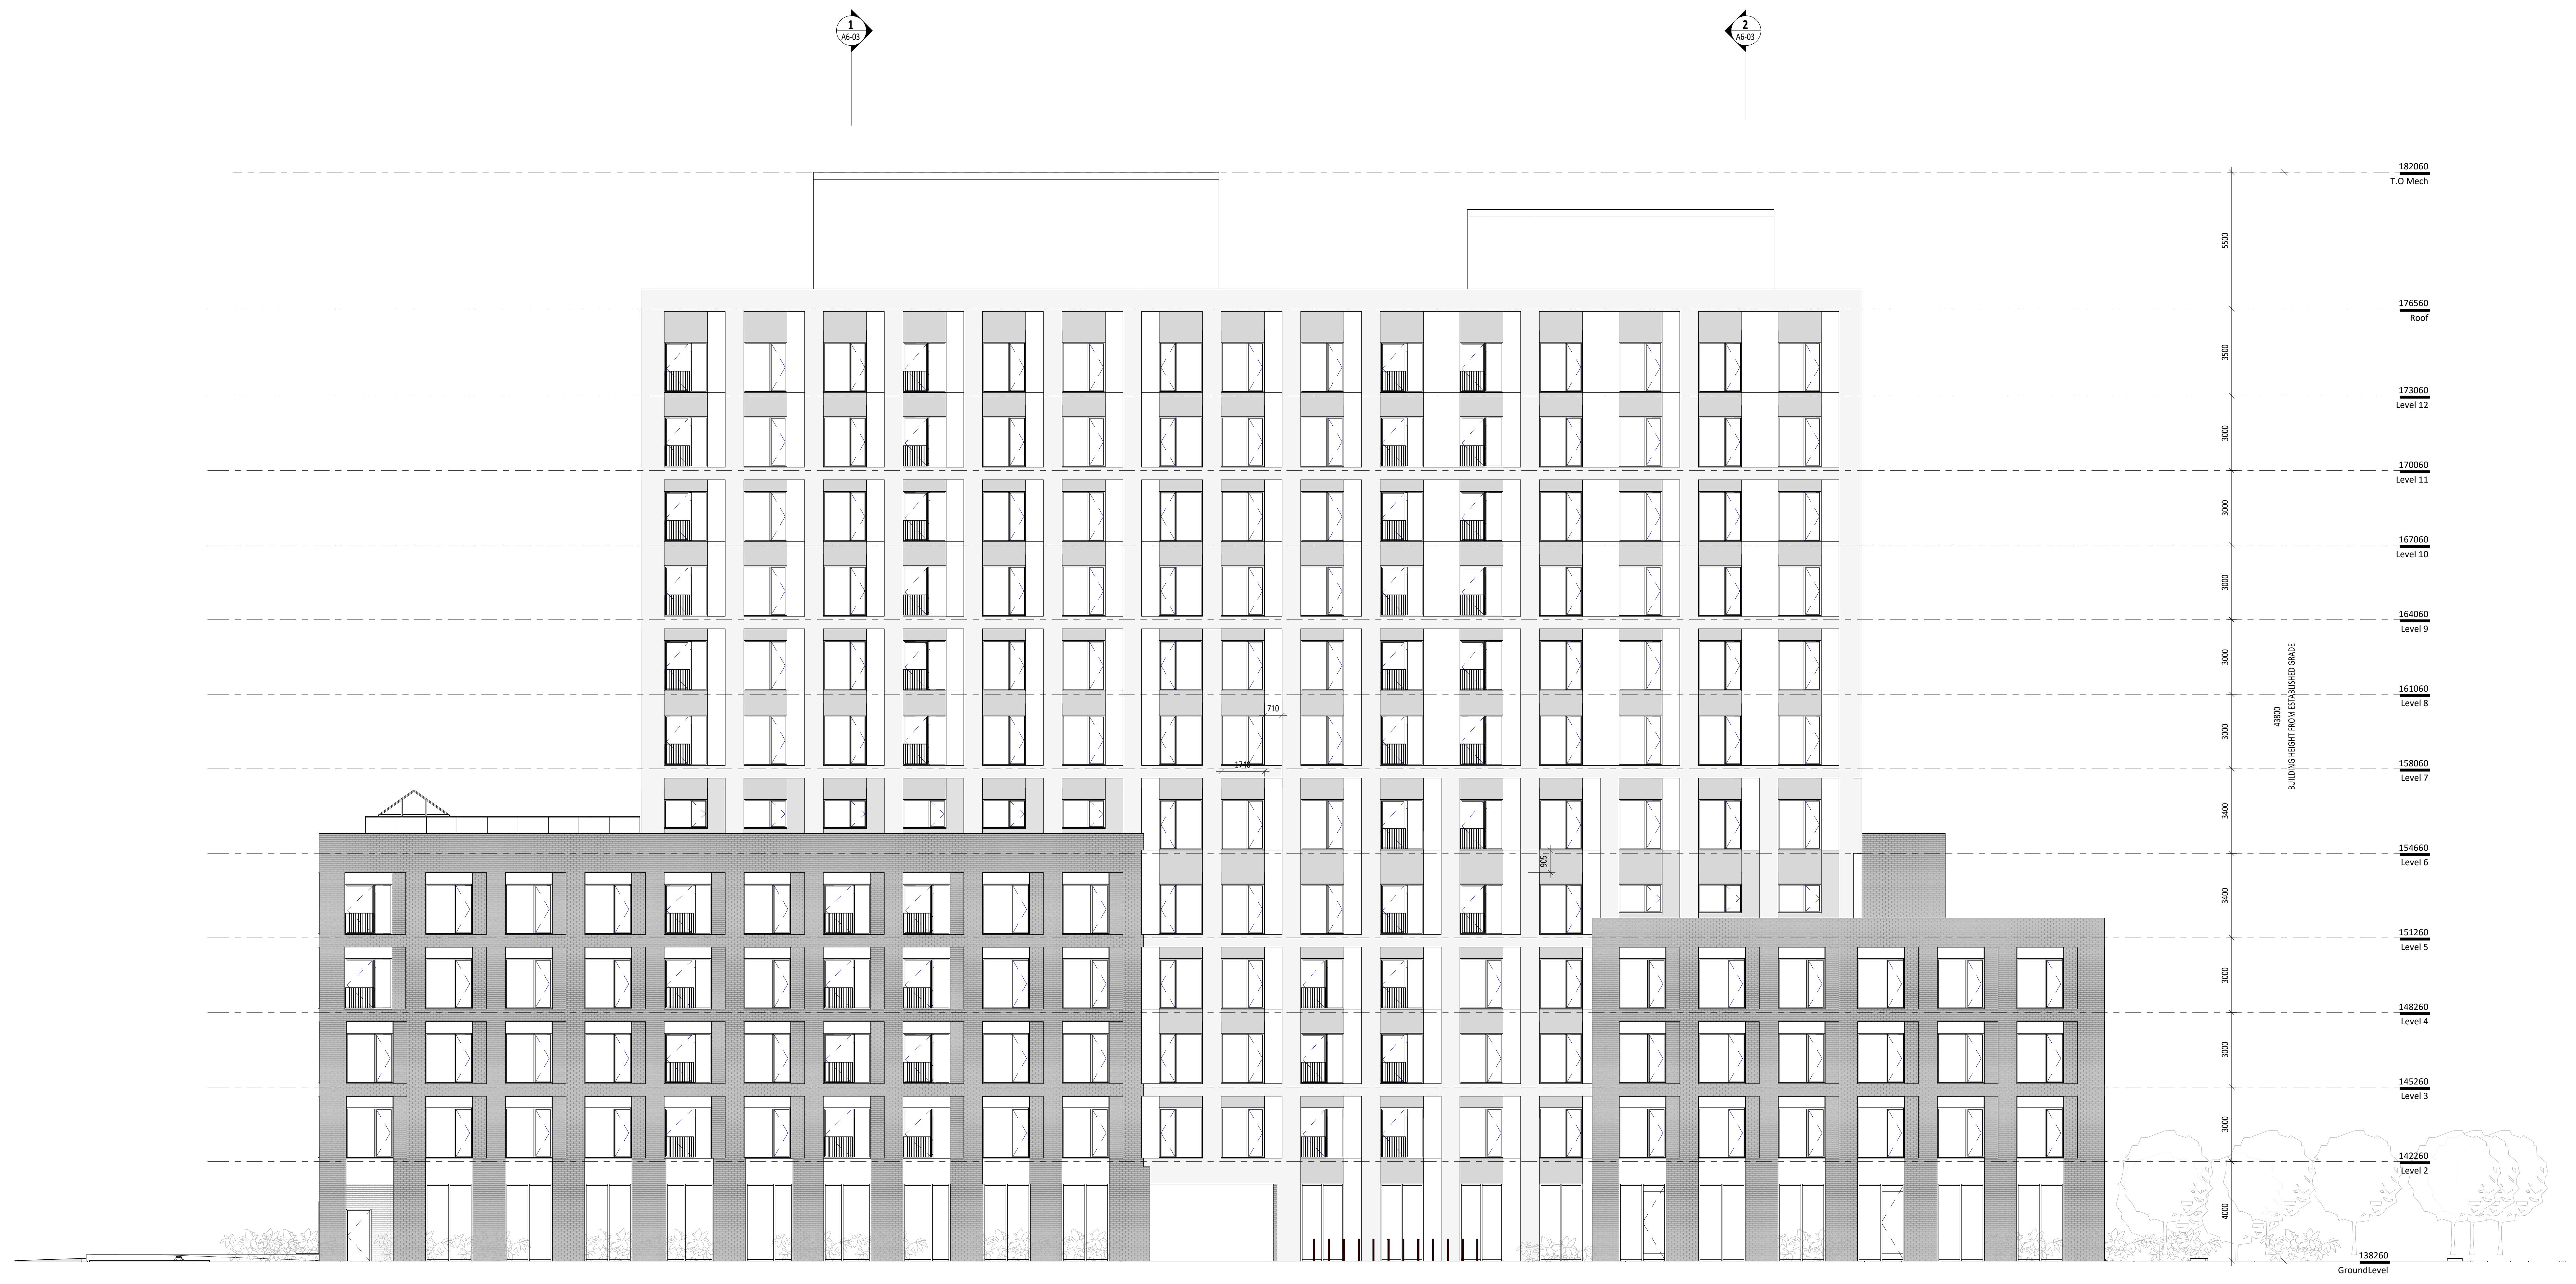 1
A6-03
2
A6-03
182060
T.O Mech
5500
176560
Roof
3500
173060
Level 12
3000
170060
Level 11
3000
167060
Level 10
3000
164060
Level 9
3000
161060
Level 8
3000
710
158060
Level 7
1740
3400
154660
Level 6
905
3400
151260
Level 5
3000
148260
Level 4
3000
145260
Level 3
3000
142260
Level 2
4000
138260
GroundLevel
43800
BUILDING HEIGHT FROM ESTABLISHED GRADE